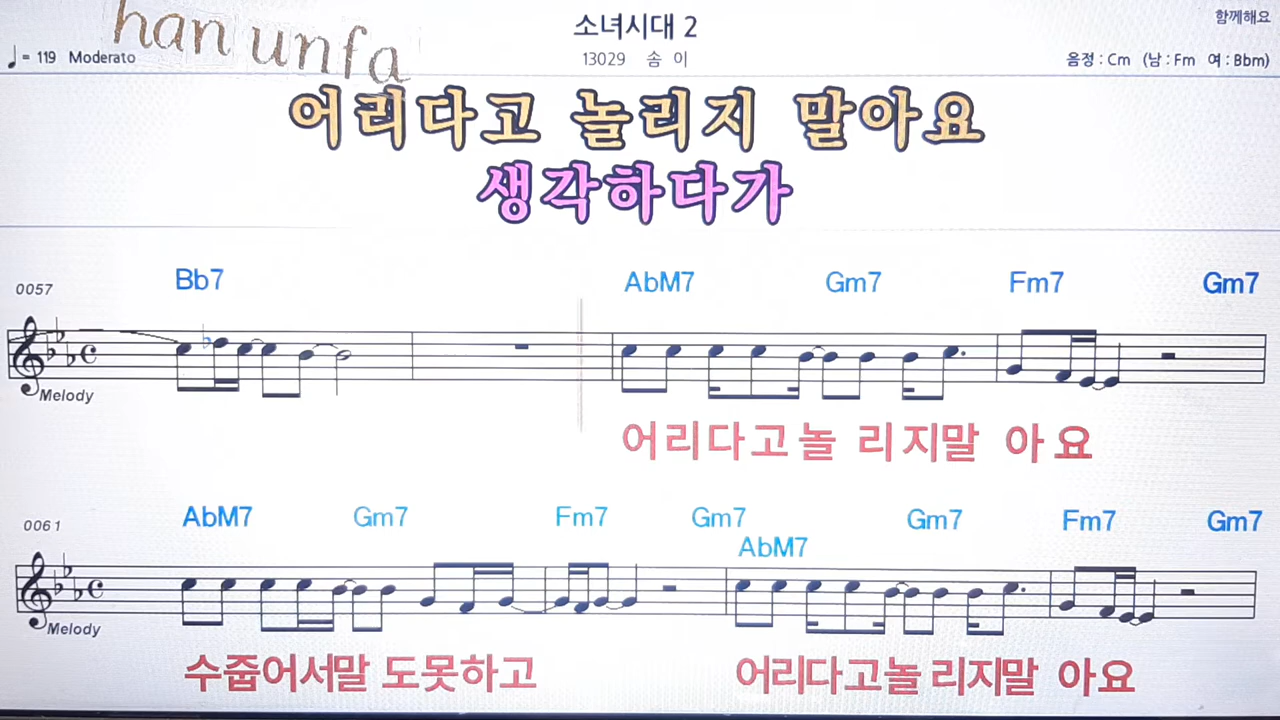 han unfa
소녀시대 2
함께해요
♩= 119 Moderato
13029 솜 이
음정 : Cm (남 : Fm 여 : Bbm)
어리다고 놀리지 말아요
생각하다가
0057
Bb7 AbM7 Gm7 Fm7 Gm7
Melody
어리다고놀 리지말 아요
0061
AbM7 Gm7 Fm7 Gm7 AbM7 Gm7 Fm7 Gm7
Melody
수줍어서말 도못하고 어리다고놀 리지말 아요